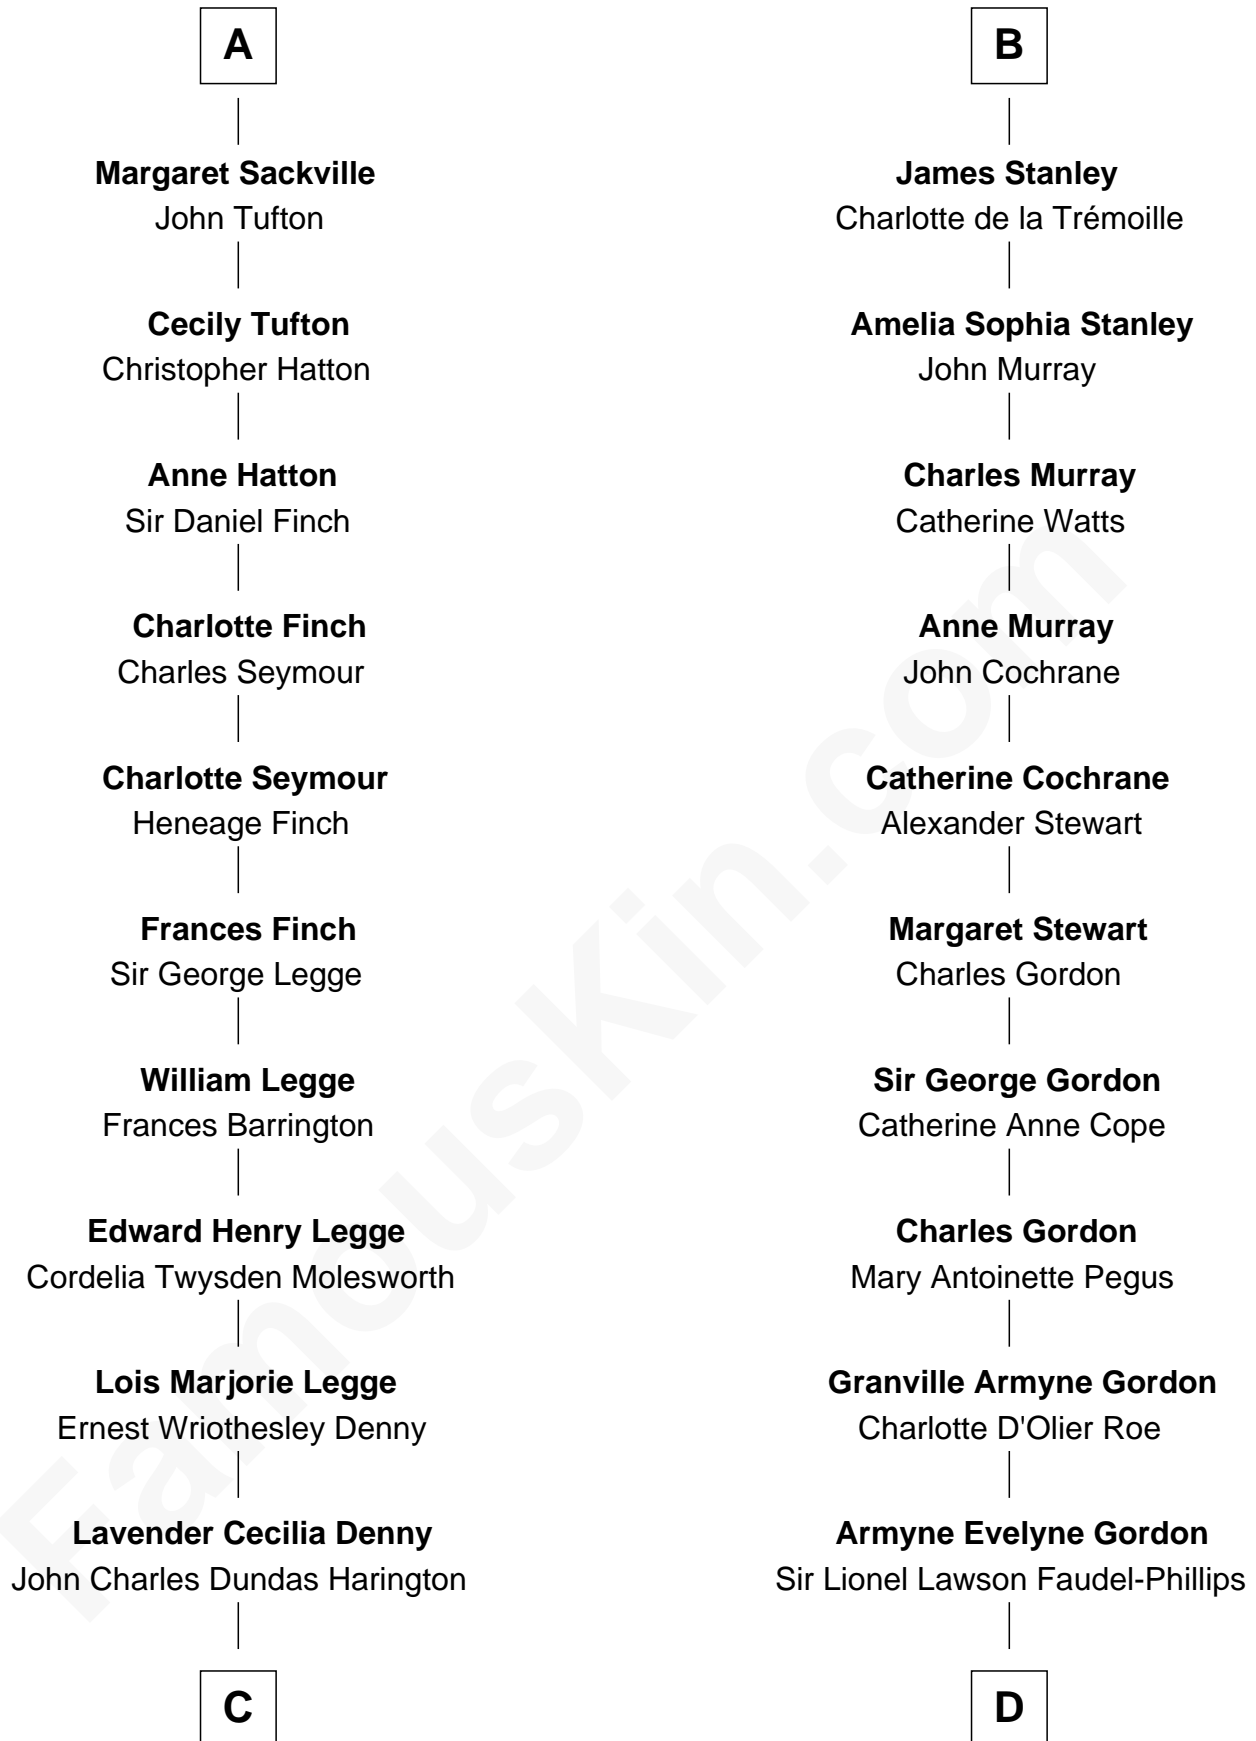 A
Margaret Sackville
John Tufton
Cecily Tufton
Christopher Hatton
Anne Hatton
Sir Daniel Finch
Charlotte Finch
Charles Seymour
Charlotte Seymour
Heneage Finch
Frances Finch
Sir George Legge
William Legge
Frances Barrington
Edward Henry Legge
Cordelia Twysden Molesworth
Lois Marjorie Legge
Ernest Wriothesley Denny
Lavender Cecilia Denny
John Charles Dundas Harington
C
B
James Stanley
Charlotte de la Trémoille
Amelia Sophia Stanley
John Murray
Charles Murray
Catherine Watts
Anne Murray
John Cochrane
Catherine Cochrane
Alexander Stewart
Margaret Stewart
Charles Gordon
Sir George Gordon
Catherine Anne Cope
Charles Gordon
Mary Antoinette Pegus
Granville Armyne Gordon
Charlotte D'Olier Roe
Armyne Evelyne Gordon
Sir Lionel Lawson Faudel-Phillips
D
FamousKin.com